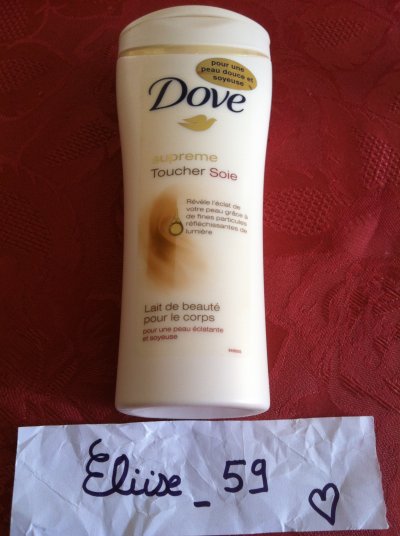 pour une
peau douce et
soyeuse
Dove
supreme
Toucher Soie
Révèle l'éclat de
votre peau grâce à
de fines particules
réfléchissantes de
lumière
Lait de beauté
pour le corps
pour une peau éclatante
et soyeuse
Eliise_59